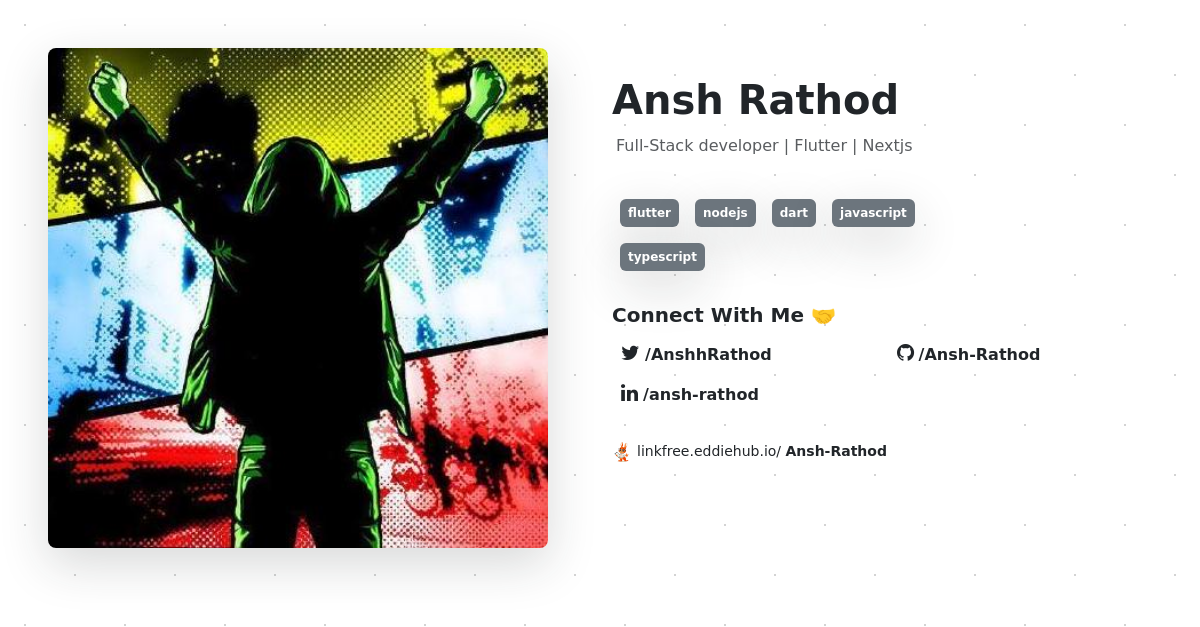 Ansh Rathod
Full-Stack developer | Flutter | Nextjs
flutter nodejs dart javascript
typescript
Connect With Me 🤝
/AnshhRathod /Ansh-Rathod
/ansh-rathod
linkfree.eddiehub.io/ Ansh-Rathod